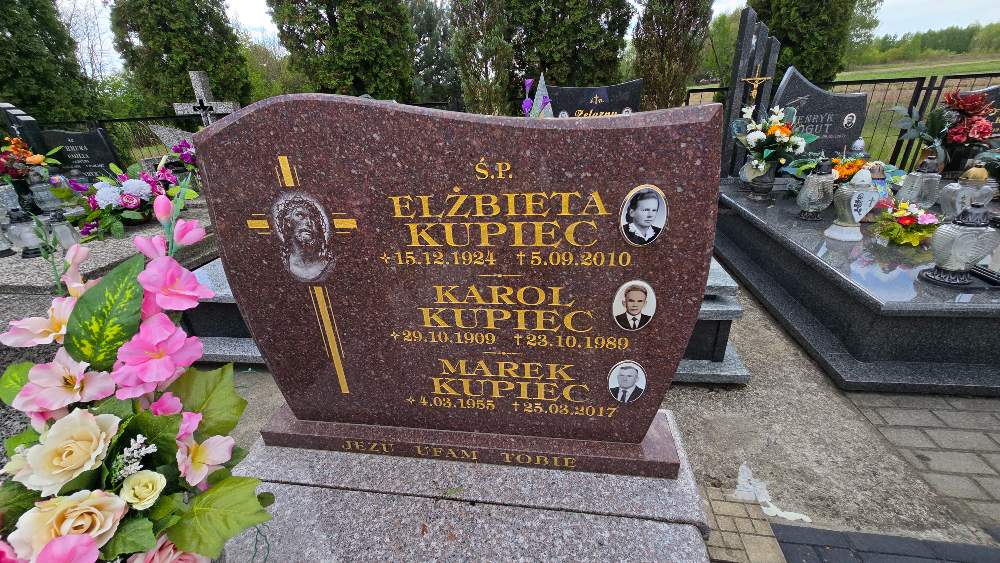 Ś.P.
ELŻBIETA
KUPIEC
+15.12.1924 +5.09.2010
KAROL
KUPIEC
+29.10.1909 +23.10.1989
MAREK
KUPIEC
+4.03.1955 +25.03.2017
JEZU UFAM TOBIE
HENRYK